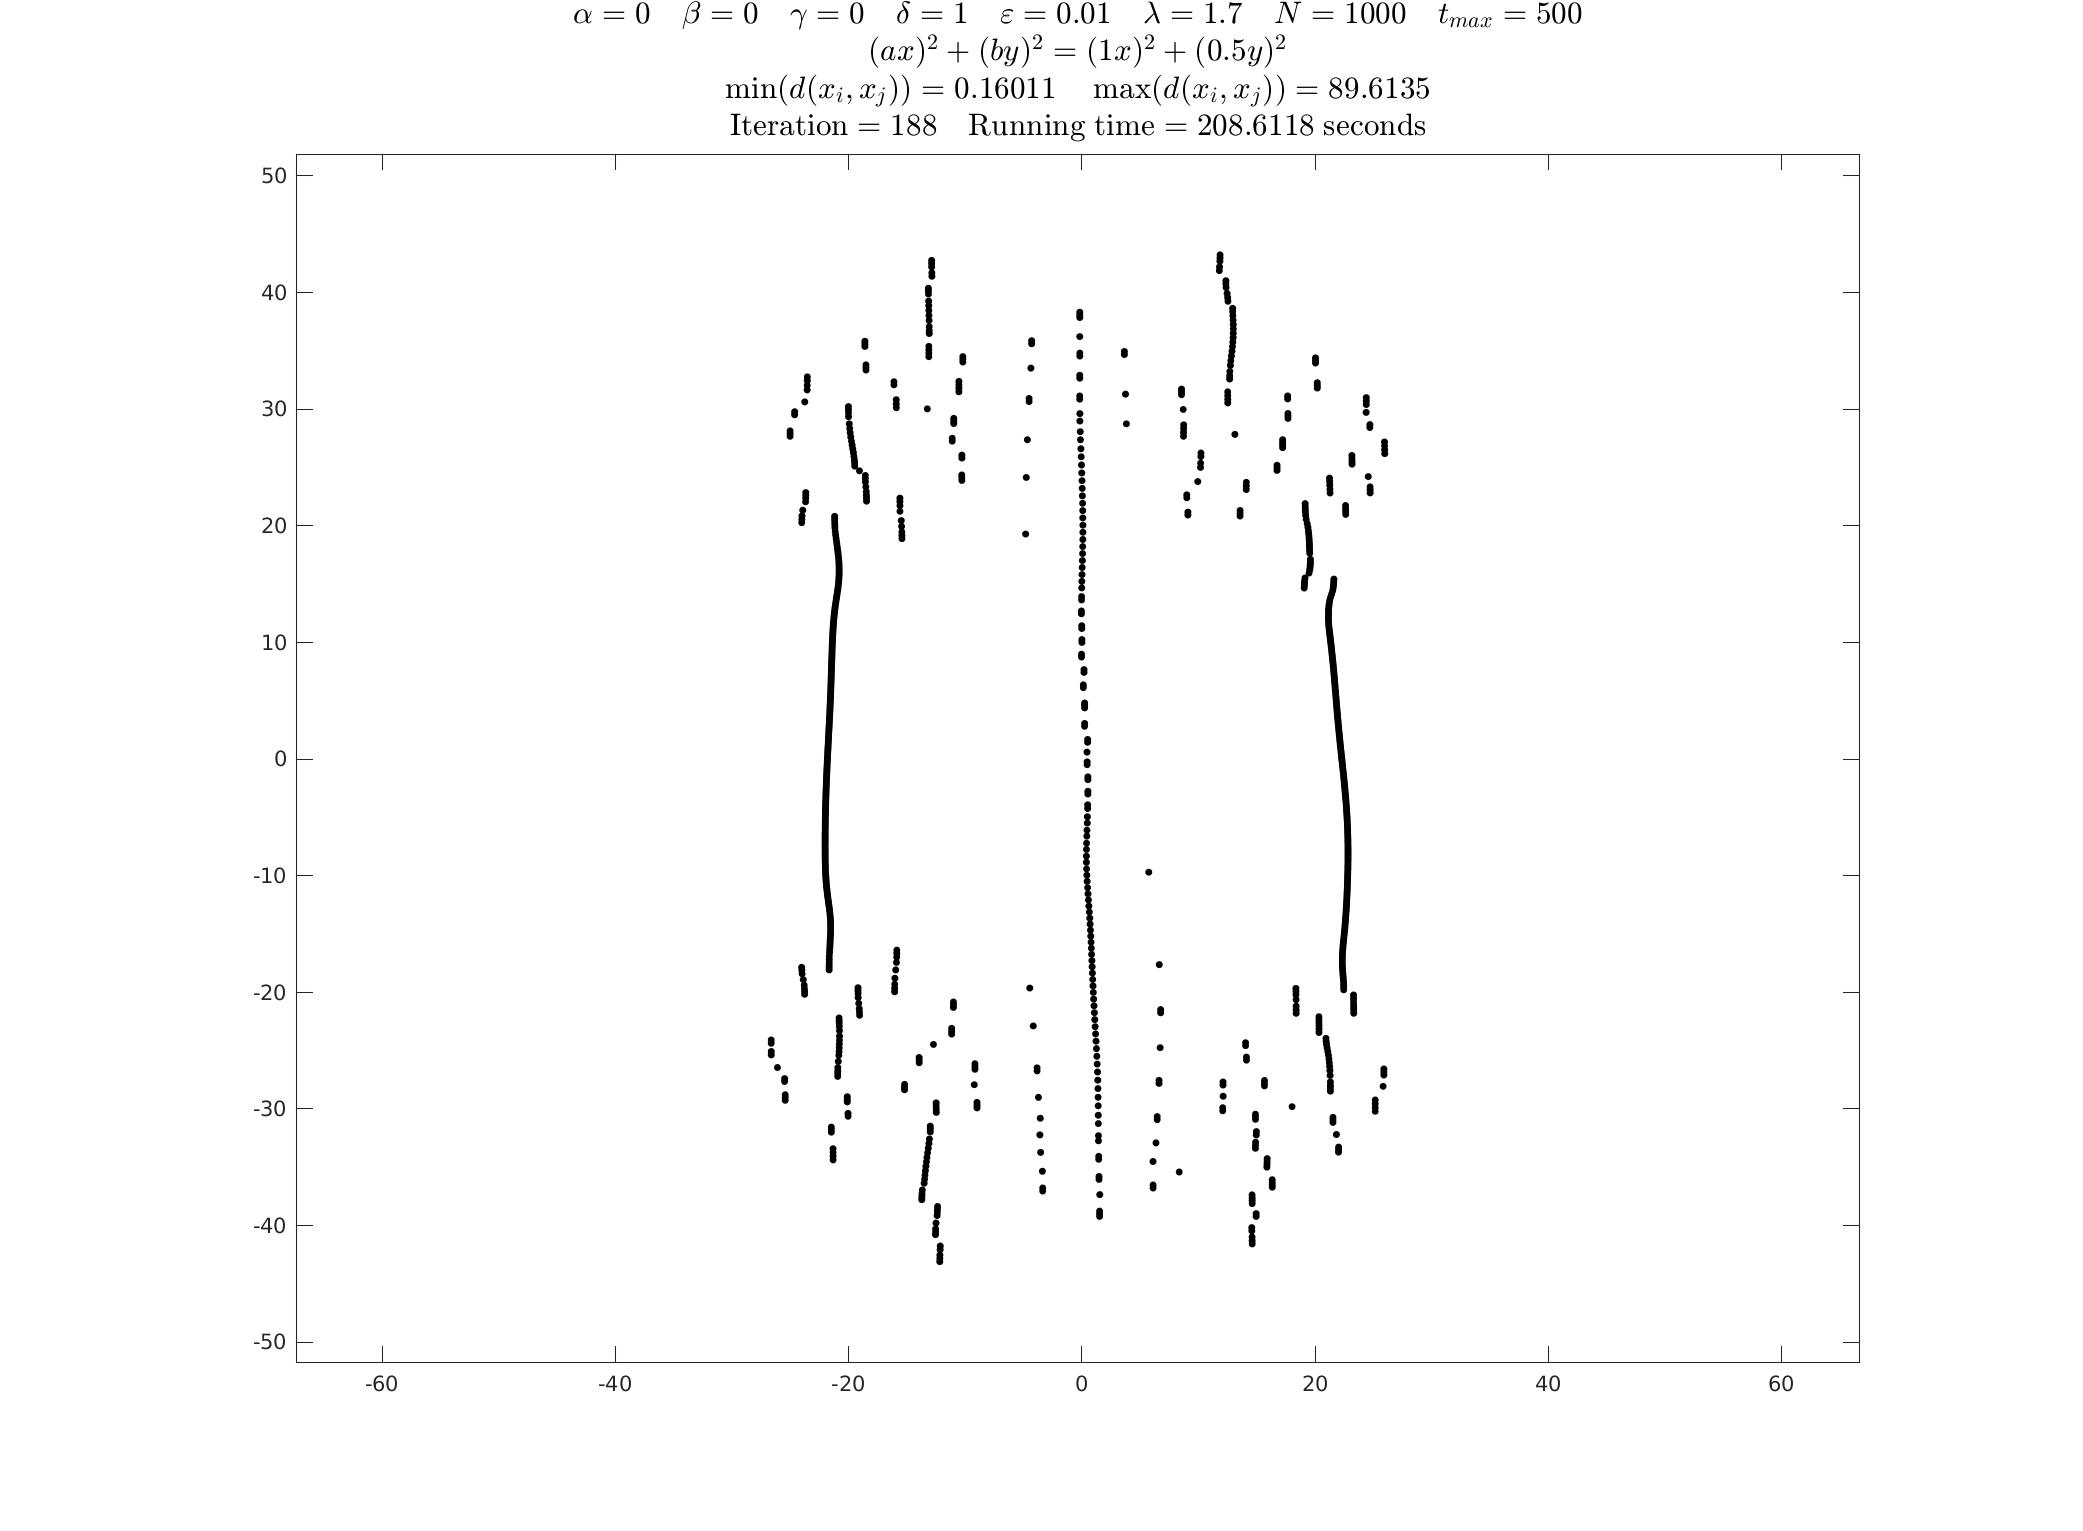 α = 0 β = 0 γ = 0 δ = 1 ε = 0.01 λ = 1.7 N = 1000 t_{max} = 500
(ax)² + (by)² = (1x)² + (0.5y)²
min(d(x_i, x_j)) = 0.16011 max(d(x_i, x_j)) = 89.6135
Iteration = 188 Running time = 208.6118 seconds
50
40
30
20
10
0
-10
-20
-30
-40
-50
-60 -40 -20 0 20 40 60